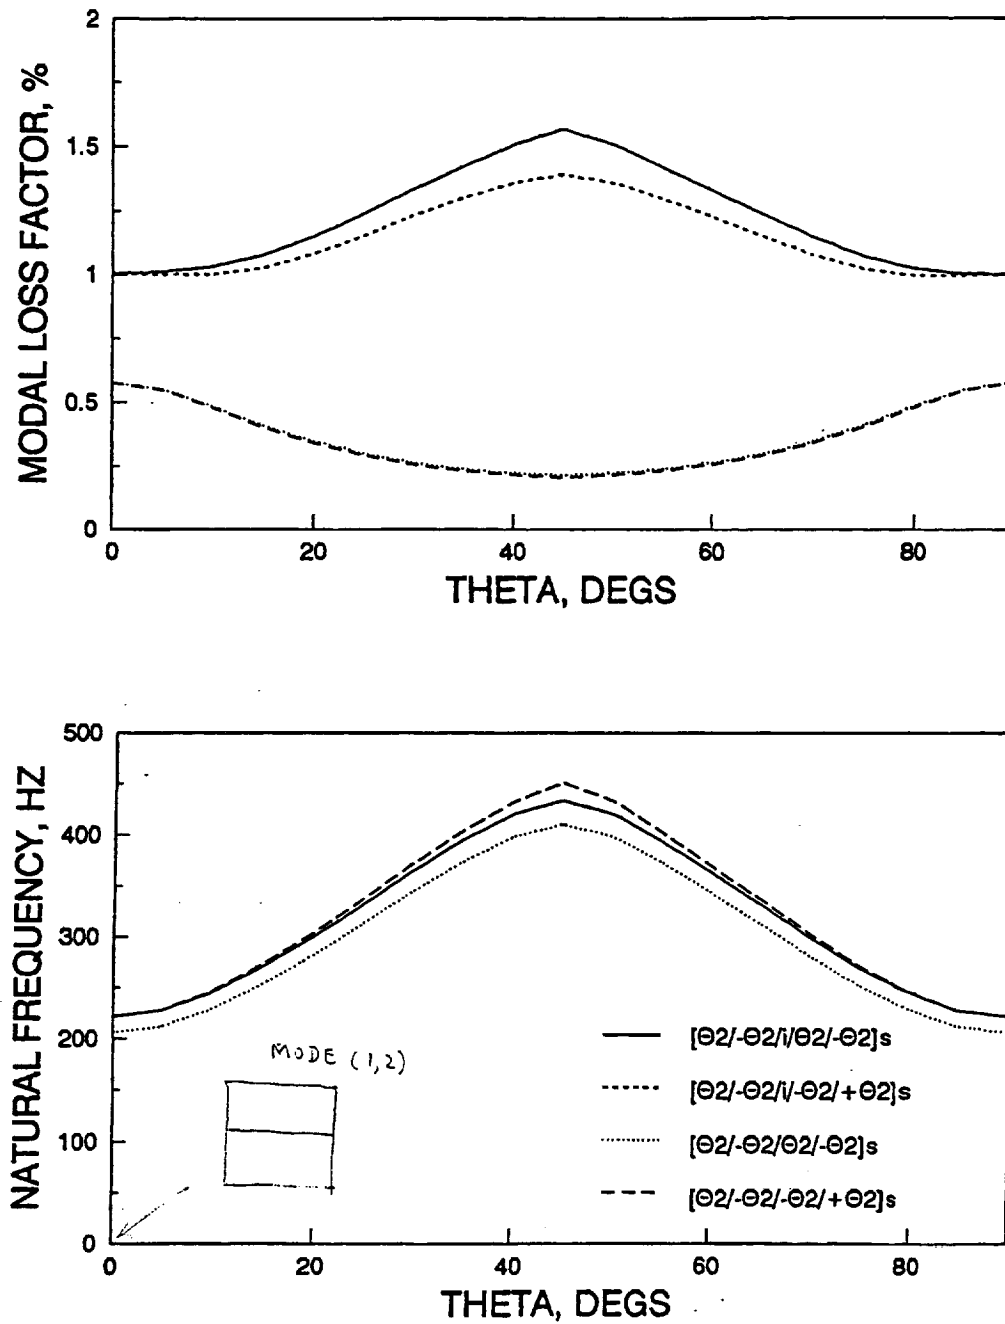 2
1.5
1
0.5
0
MODAL LOSS FACTOR, %
0 20 40 60 80
THETA, DEGS
500
400
300
200
100
0
NATURAL FREQUENCY, HZ
MODE (1,2)
[Θ2/-Θ2/i/Θ2/-Θ2]s
[Θ2/-Θ2/i/-Θ2/+Θ2]s
[Θ2/-Θ2/Θ2/-Θ2]s
[Θ2/-Θ2/-Θ2/+Θ2]s
0 20 40 60 80
THETA, DEGS